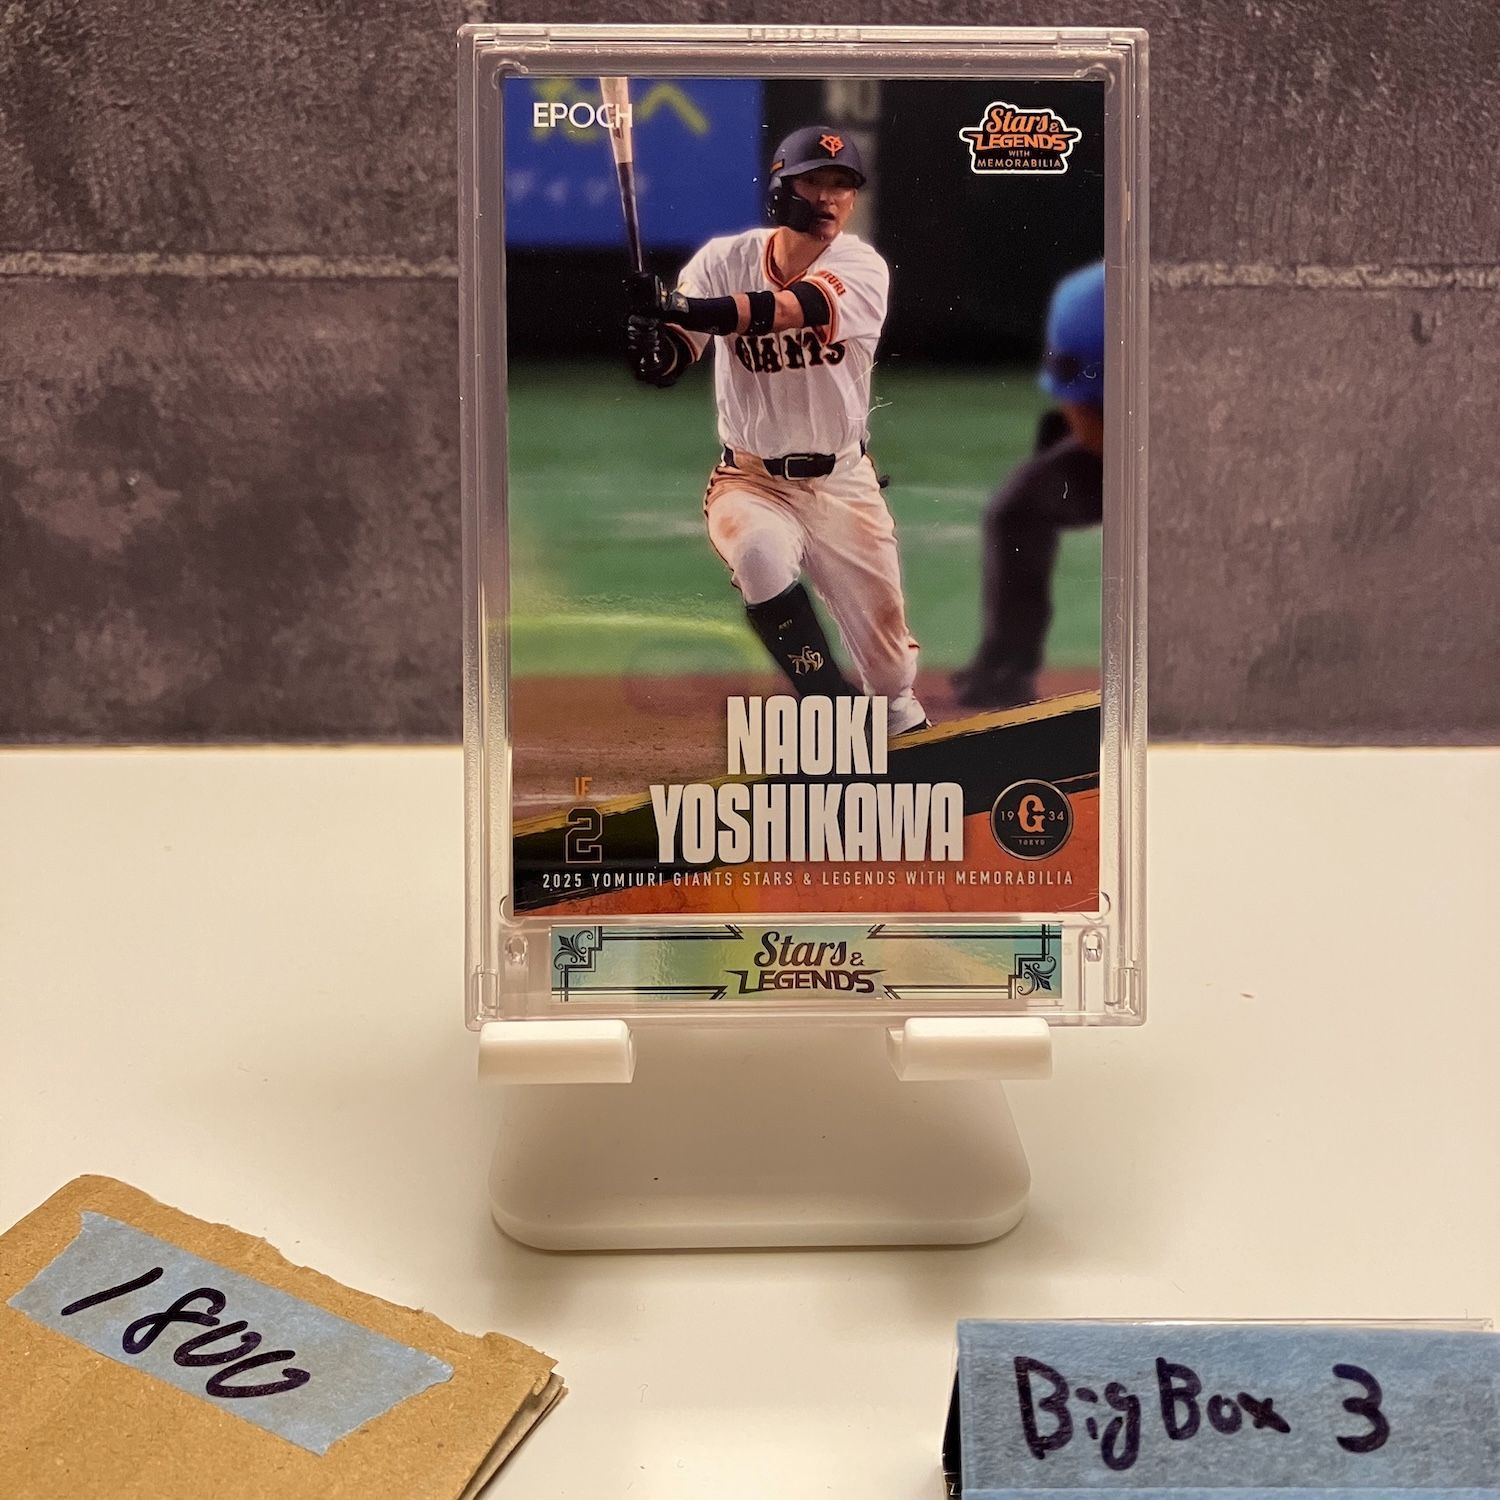 EPOCH
Stars &
LEGENDS
WITH
MEMORABILIA
GIANTS
NAOKI
YOSHIKAWA
IF
2
19 G 34
TOKYO
2025 YOMIURI GIANTS STARS & LEGENDS WITH MEMORABILIA
Stars &
LEGENDS
1800
Big Box 3